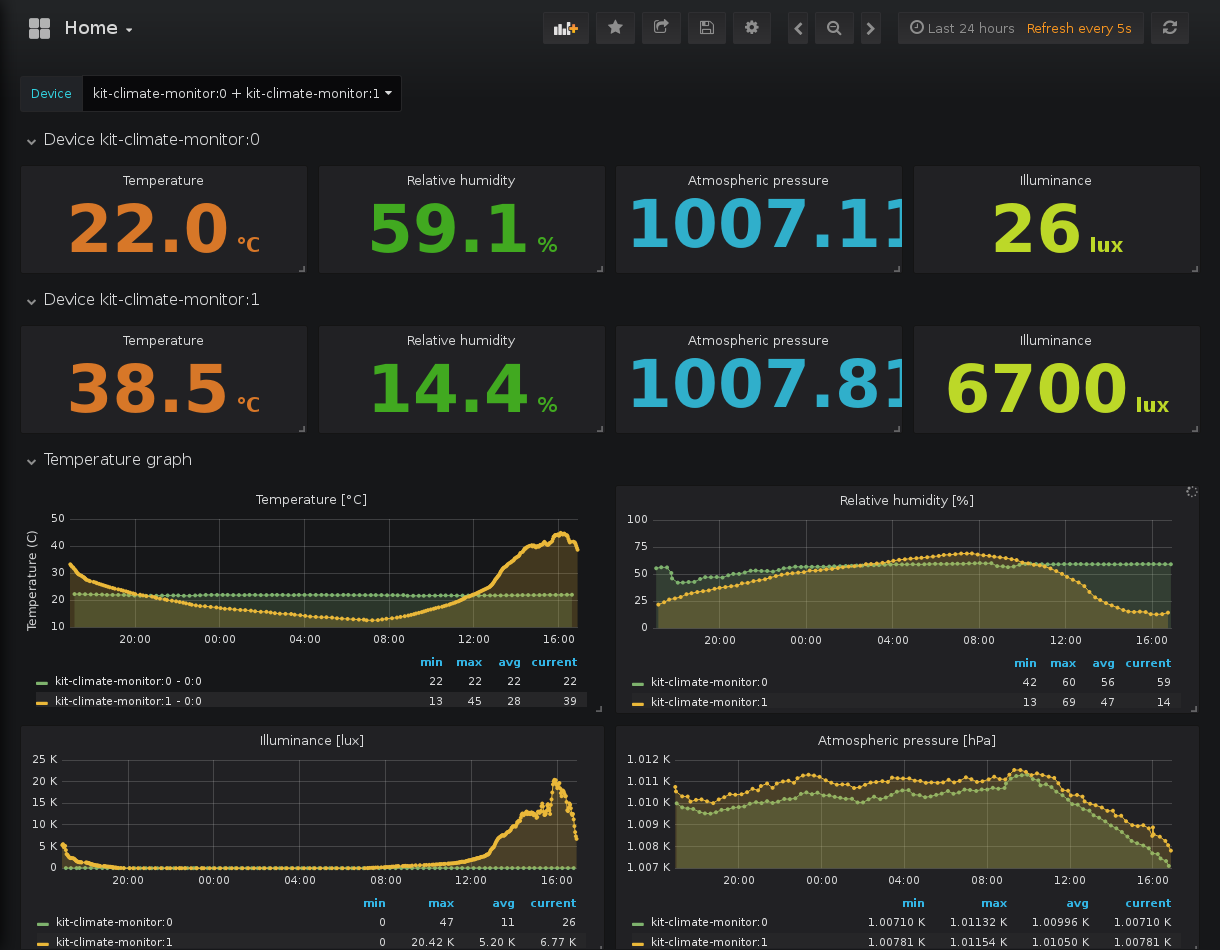 Home
Last 24 hours Refresh every 5s
Device kit-climate-monitor:0 + kit-climate-monitor:1
Device kit-climate-monitor:0
Temperature Relative humidity Atmospheric pressure Illuminance
22.0 °C 59.1 % 1007.11 26 lux
Device kit-climate-monitor:1
Temperature Relative humidity Atmospheric pressure Illuminance
38.5 °C 14.4 % 1007.81 6700 lux
Temperature graph
Temperature [°C]
Temperature (C)
50
40
30
20
10
20:00 00:00 04:00 08:00 12:00 16:00
min max avg current
kit-climate-monitor:0 - 0:0 22 22 22 22
kit-climate-monitor:1 - 0:0 13 45 28 39
Relative humidity [%]
100
75
50
25
0
20:00 00:00 04:00 08:00 12:00 16:00
min max avg current
kit-climate-monitor:0 42 60 56 59
kit-climate-monitor:1 13 69 47 14
Illuminance [lux]
25 K
20 K
15 K
10 K
5 K
0
20:00 00:00 04:00 08:00 12:00 16:00
min max avg current
kit-climate-monitor:0 0 47 11 26
kit-climate-monitor:1 0 20.42 K 5.20 K 6.77 K
Atmospheric pressure [hPa]
1.012 K
1.011 K
1.010 K
1.009 K
1.008 K
1.007 K
20:00 00:00 04:00 08:00 12:00 16:00
min max avg current
kit-climate-monitor:0 1.00710 K 1.01132 K 1.00996 K 1.00710 K
kit-climate-monitor:1 1.00781 K 1.01154 K 1.01050 K 1.00781 K